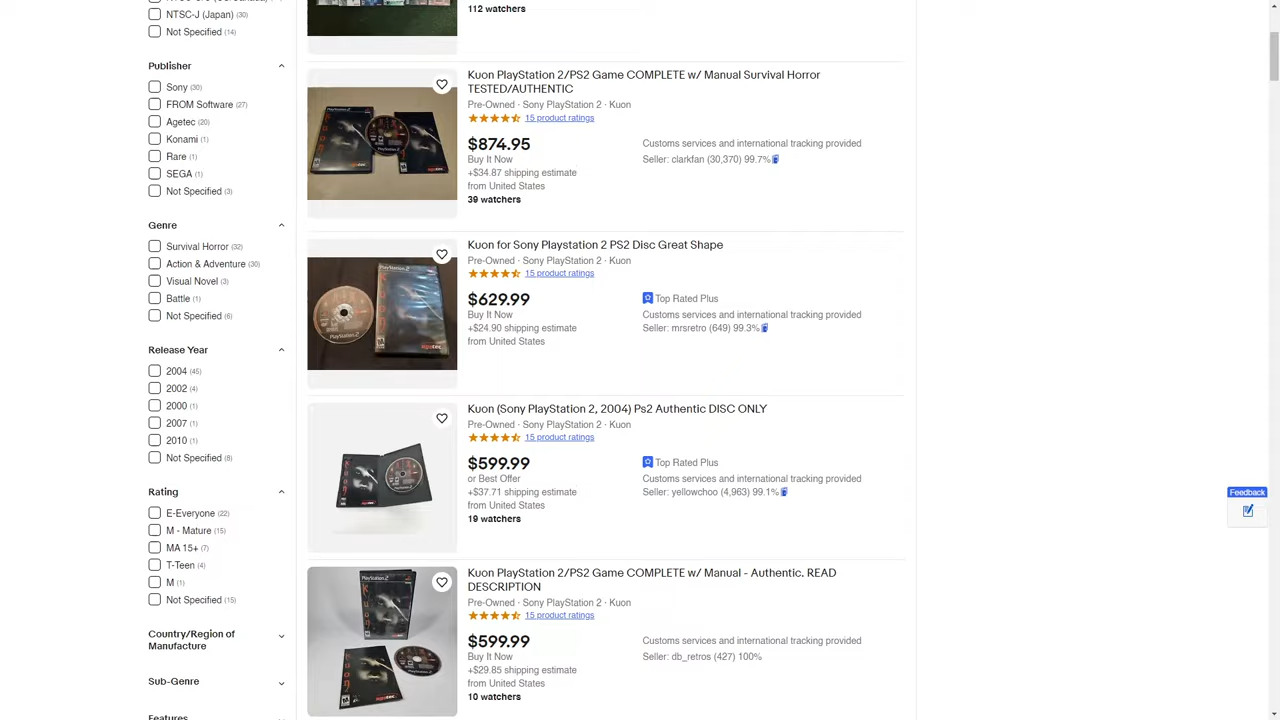 NTSC-J (Japan) (30)
Not Specified (14)
Publisher
Sony (30)
FROM Software (27)
Agetec (20)
Konami (1)
Rare (1)
SEGA (1)
Not Specified (3)
Genre
Survival Horror (32)
Action & Adventure (30)
Visual Novel (3)
Battle (1)
Not Specified (6)
Release Year
2004 (45)
2002 (4)
2000 (1)
2007 (1)
2010 (1)
Not Specified (8)
Rating
E-Everyone (22)
M - Mature (15)
MA 15+ (7)
T-Teen (4)
M (1)
Not Specified (15)
Country/Region of
Manufacture
Sub-Genre
Features
112 watchers
Kuon PlayStation 2/PS2 Game COMPLETE w/ Manual Survival Horror
TESTED/AUTHENTIC
Pre-Owned · Sony PlayStation 2 · Kuon
15 product ratings
$874.95
Buy It Now
+$34.87 shipping estimate
from United States
39 watchers
Customs services and international tracking provided
Seller: clarkfan (30,370) 99.7%
Kuon for Sony Playstation 2 PS2 Disc Great Shape
Pre-Owned · Sony PlayStation 2 · Kuon
15 product ratings
$629.99
Buy It Now
+$24.90 shipping estimate
from United States
Top Rated Plus
Customs services and international tracking provided
Seller: mrsretro (649) 99.3%
Kuon (Sony PlayStation 2, 2004) Ps2 Authentic DISC ONLY
Pre-Owned · Sony PlayStation 2 · Kuon
15 product ratings
$599.99
or Best Offer
+$37.71 shipping estimate
from United States
19 watchers
Top Rated Plus
Customs services and international tracking provided
Seller: yellowchoo (4,963) 99.1%
Kuon PlayStation 2/PS2 Game COMPLETE w/ Manual - Authentic. READ
DESCRIPTION
Pre-Owned · Sony PlayStation 2 · Kuon
15 product ratings
$599.99
Buy It Now
+$29.85 shipping estimate
from United States
10 watchers
Customs services and international tracking provided
Seller: db_retros (427) 100%
Feedback